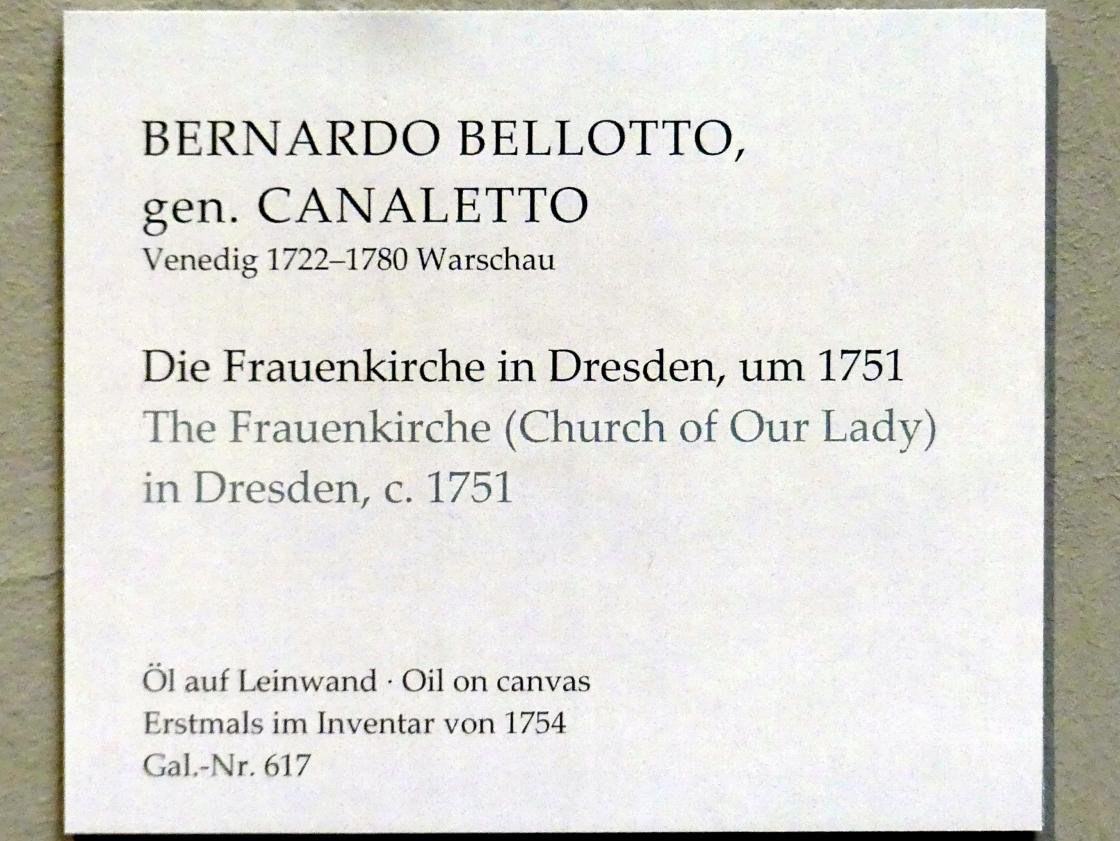 BERNARDO BELLOTTO,
gen. CANALETTO
Venedig 1722–1780 Warschau
Die Frauenkirche in Dresden, um 1751
The Frauenkirche (Church of Our Lady)
in Dresden, c. 1751
Öl auf Leinwand · Oil on canvas
Erstmals im Inventar von 1754
Gal.-Nr. 617